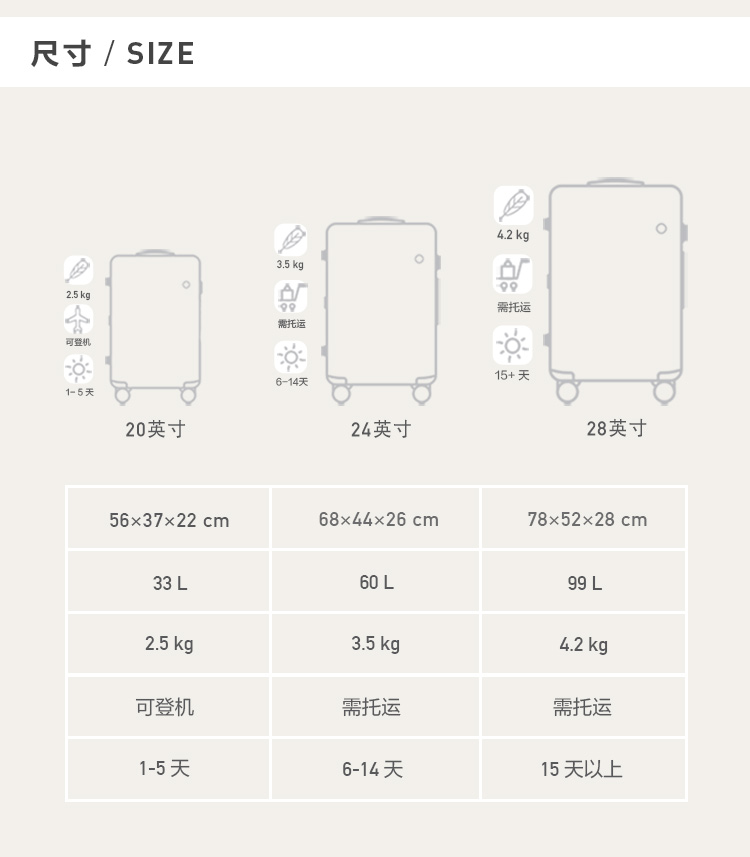 尺寸 / SIZE
2.5 kg
可登机
1-5 天
20英寸
3.5 kg
需托运
6-14天
24英寸
4.2 kg
需托运
15+ 天
28英寸
56×37×22 cm
68×44×26 cm
78×52×28 cm
33 L
60 L
99 L
2.5 kg
3.5 kg
4.2 kg
可登机
需托运
需托运
1-5 天
6-14 天
15 天以上